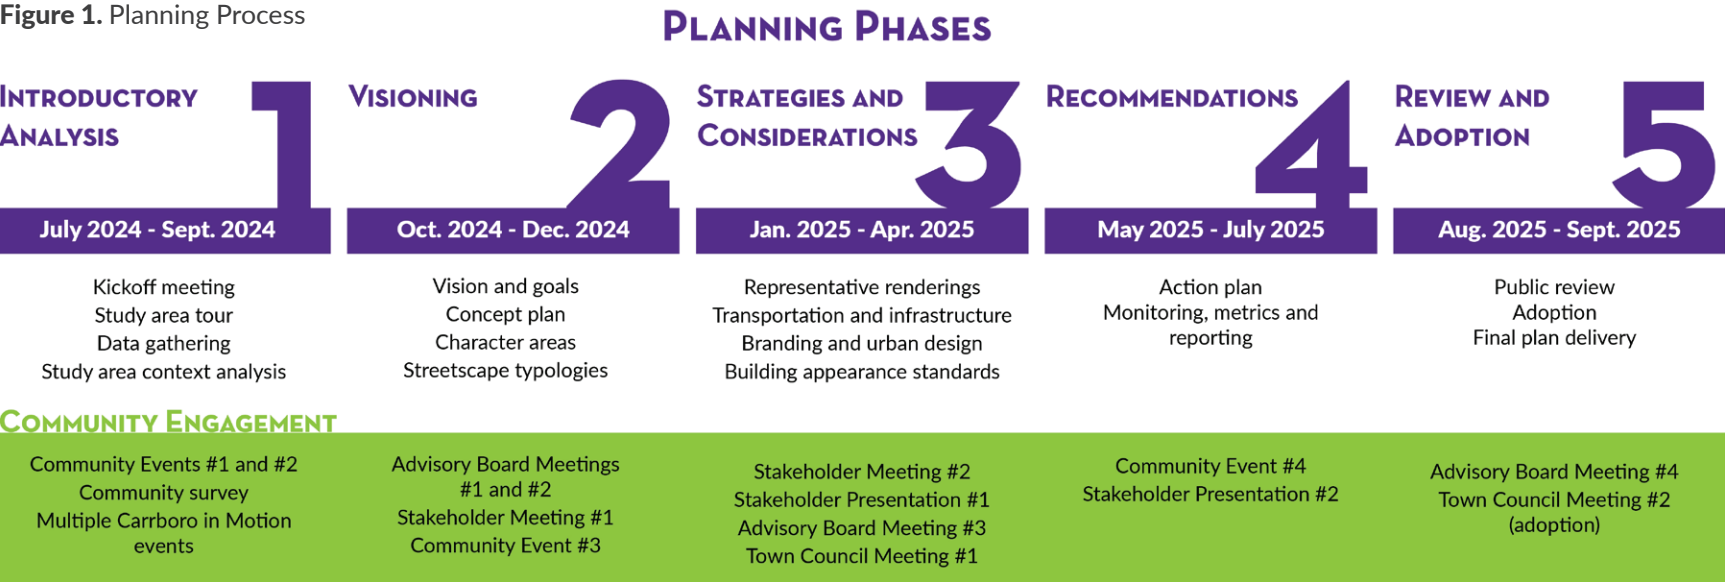 Figure 1. Planning Process
PLANNING PHASES
INTRODUCTORY
ANALYSIS
1
July 2024 - Sept. 2024
Kickoff meeting
Study area tour
Data gathering
Study area context analysis
VISIONING
2
Oct. 2024 - Dec. 2024
Vision and goals
Concept plan
Character areas
Streetscape typologies
STRATEGIES AND
CONSIDERATIONS
3
Jan. 2025 - Apr. 2025
Representative renderings
Transportation and infrastructure
Branding and urban design
Building appearance standards
RECOMMENDATIONS
4
May 2025 - July 2025
Action plan
Monitoring, metrics and
reporting
REVIEW AND
ADOPTION
5
Aug. 2025 - Sept. 2025
Public review
Adoption
Final plan delivery
COMMUNITY ENGAGEMENT
Community Events #1 and #2
Community survey
Multiple Carrboro in Motion
events
Advisory Board Meetings
#1 and #2
Stakeholder Meeting #1
Community Event #3
Stakeholder Meeting #2
Stakeholder Presentation #1
Advisory Board Meeting #3
Town Council Meeting #1
Community Event #4
Stakeholder Presentation #2
Advisory Board Meeting #4
Town Council Meeting #2
(adoption)